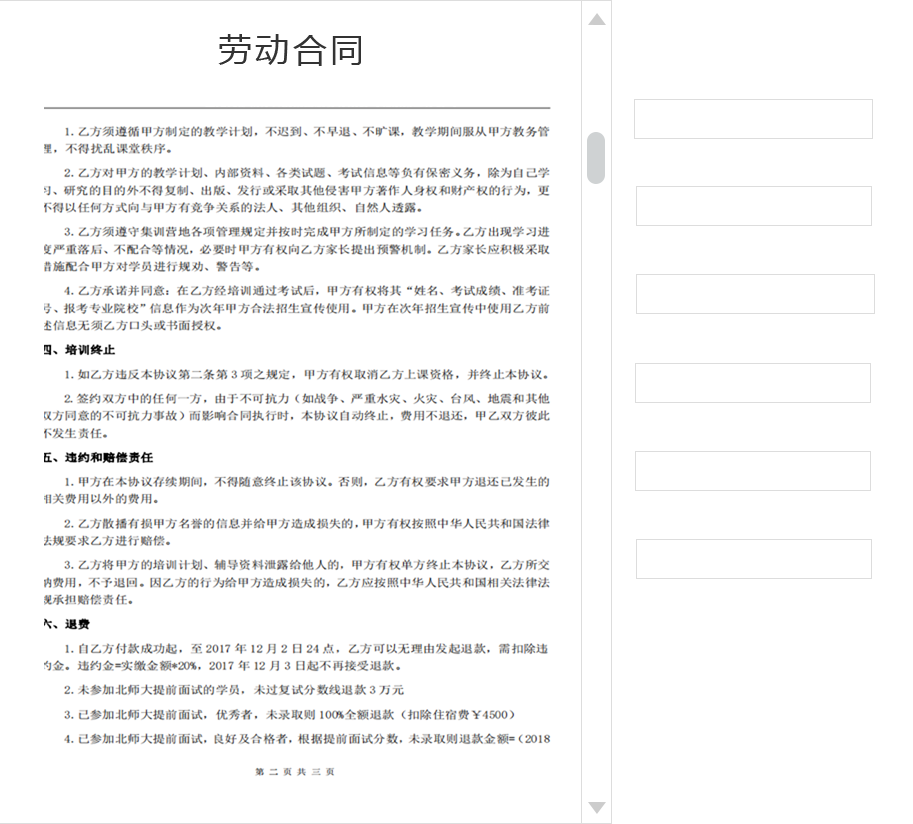 劳动合同
1. 乙方须遵循甲方制定的教学计划，不迟到、不早退、不旷课，教学期间服从甲方教务管
理，不得扰乱课堂秩序。
2. 乙方对甲方的教学计划、内部资料、各类试题、考试信息等负有保密义务，除为自己学
习、研究的目的外不得复制、出版、发行或采取其他侵害甲方著作人身权和财产权的行为，更
不得以任何方式向与甲方有竞争关系的法人、其他组织、自然人透露。
3. 乙方须遵守集训营地各项管理规定并按时完成甲方所制定的学习任务。乙方出现学习进
度严重落后、不配合等情况，必要时甲方有权向乙方家长提出预警机制。乙方家长应积极采取
措施配合甲方对学员进行规劝、警告等。
4. 乙方承诺并同意：在乙方经培训通过考试后，甲方有权将其“姓名、考试成绩、准考证
号、报考专业院校”信息作为次年甲方合法招生宣传使用。甲方在次年招生宣传中使用乙方前
述信息无须乙方口头或书面授权。
四、培训终止
1. 如乙方违反本协议第二条第 3 项之规定，甲方有权取消乙方上课资格，并终止本协议。
2. 签约双方中的任何一方，由于不可抗力（如战争、严重水灾、火灾、台风、地震和其他
双方同意的不可抗力事故）而影响合同执行时，本协议自动终止，费用不退还，甲乙双方彼此
不发生责任。
五、违约和赔偿责任
1. 甲方在本协议存续期间，不得随意终止该协议。否则，乙方有权要求甲方退还已发生的
相关费用以外的费用。
2. 乙方散播有损甲方名誉的信息并给甲方造成损失的，甲方有权按照中华人民共和国法律
法规要求乙方进行赔偿。
3. 乙方将甲方的培训计划、辅导资料泄露给他人的，甲方有权单方终止本协议，乙方所交
纳费用，不予退回。因乙方的行为给甲方造成损失的，乙方应按照中华人民共和国相关法律法
规承担赔偿责任。
六、退费
1. 自乙方付款成功起，至 2017 年 12 月 2 日 24 点，乙方可以无理由发起退款，需扣除违
约金。违约金=实缴金额*20%，2017 年 12 月 3 日起不再接受退款。
2. 未参加北师大提前面试的学员，未过复试分数线退款 3 万元
3. 已参加北师大提前面试，优秀者，未录取则 100%全额退款（扣除住宿费￥4500）
4. 已参加北师大提前面试，良好及合格者，根据提前面试分数，未录取则退款金额=（2018
第 二 页 共 三 页